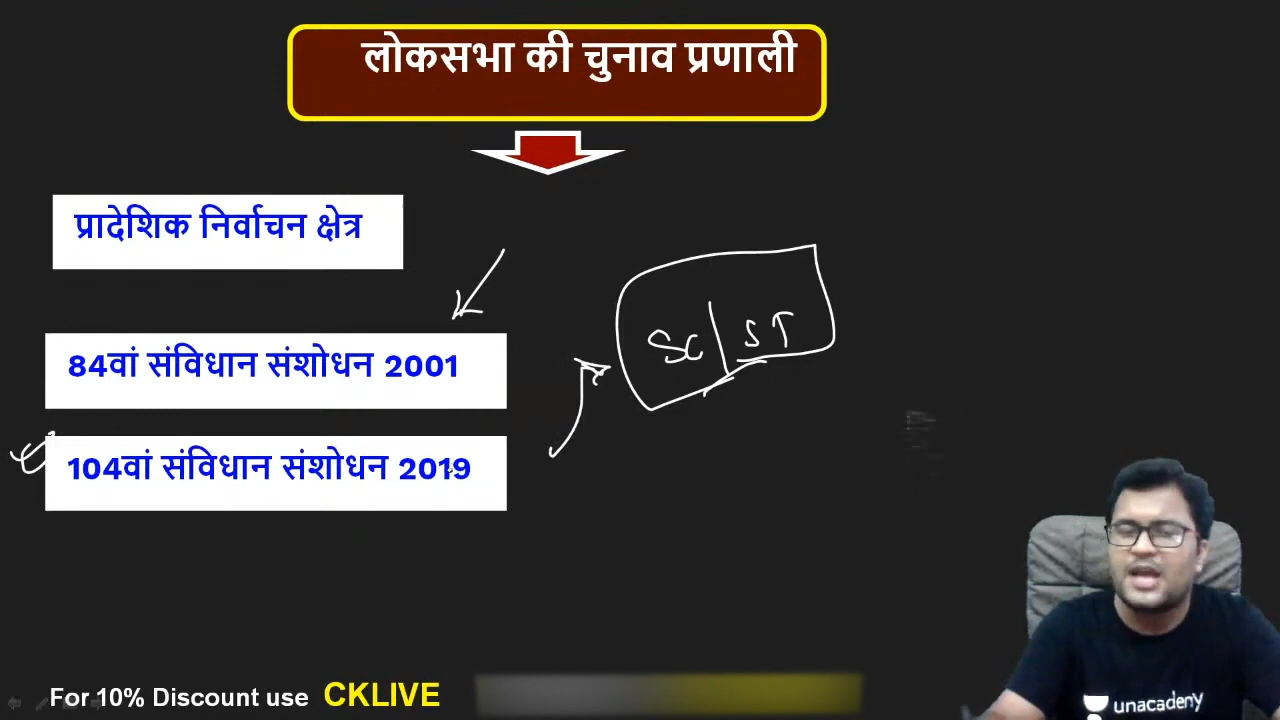 लोकसभा की चुनाव प्रणाली
प्रादेशिक निर्वाचन क्षेत्र
84वां संविधान संशोधन 2001
SC | ST
104वां संविधान संशोधन 2019
For 10% Discount use CKLIVE
unacademy